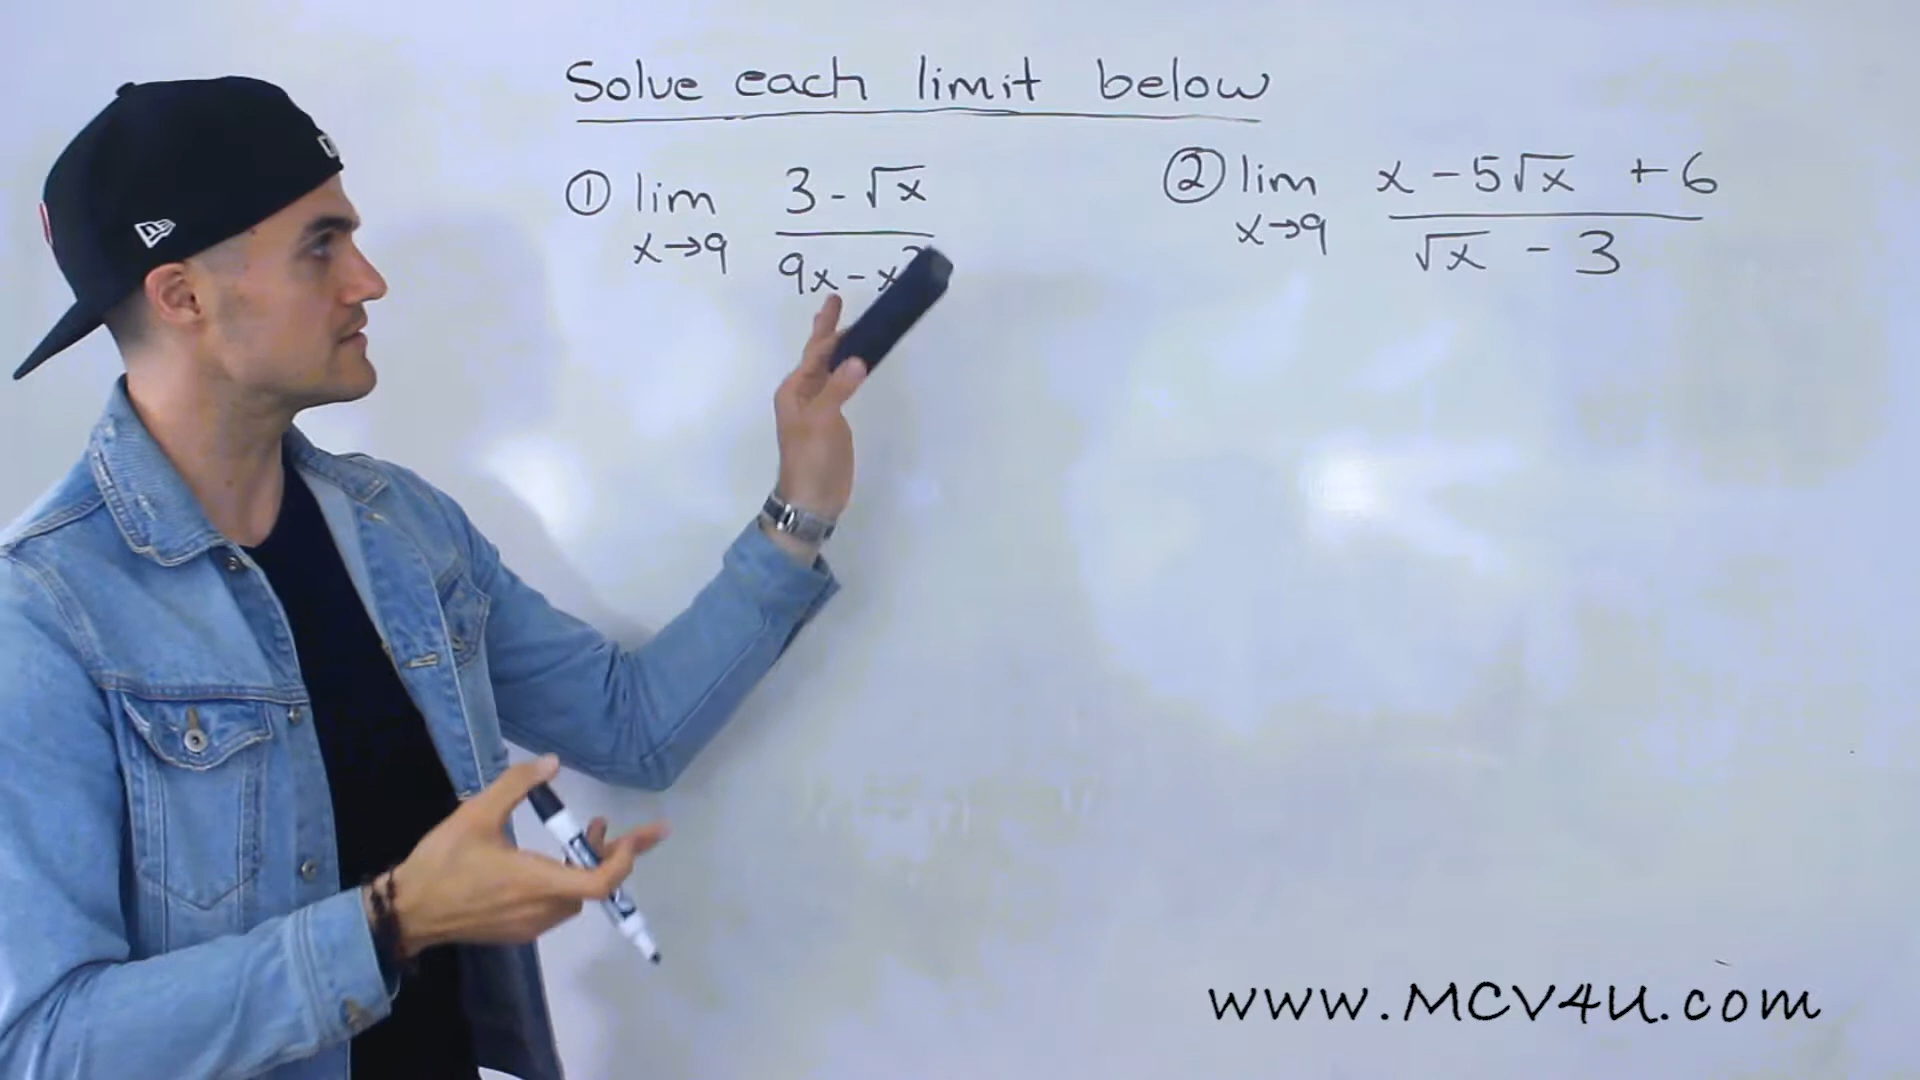 Solve each limit below
① lim x→9 3-√x / 9x-x²
② lim x→9 x-5√x +6 / √x - 3
www.MCV4U.com